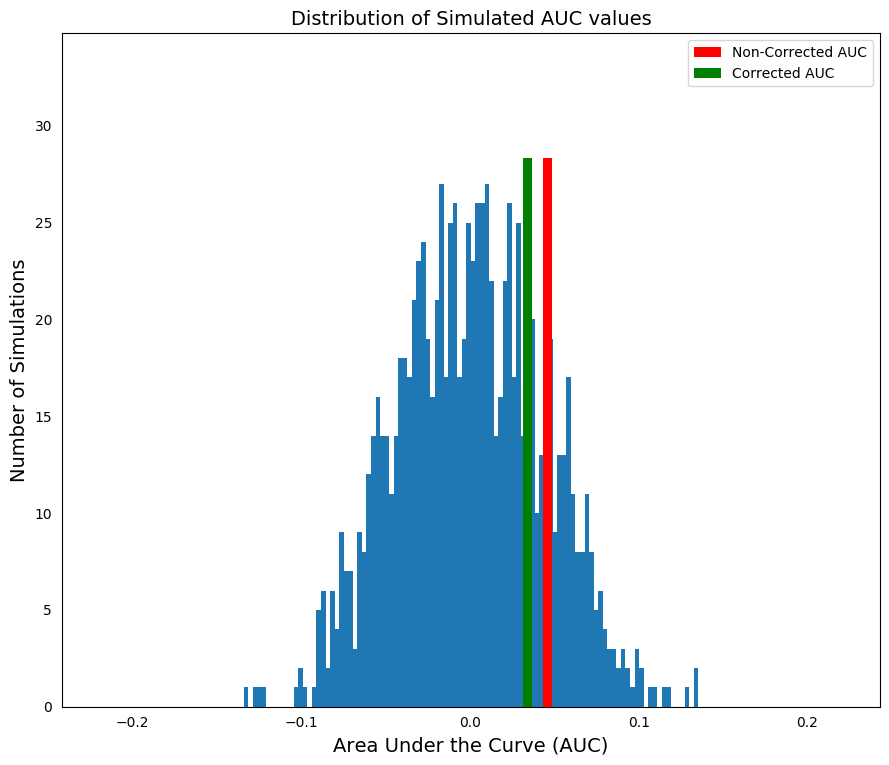 Distribution of Simulated AUC values
Non-Corrected AUC
Corrected AUC
Number of Simulations
30
25
20
15
10
5
0
−0.2
−0.1
0.0
0.1
0.2
Area Under the Curve (AUC)